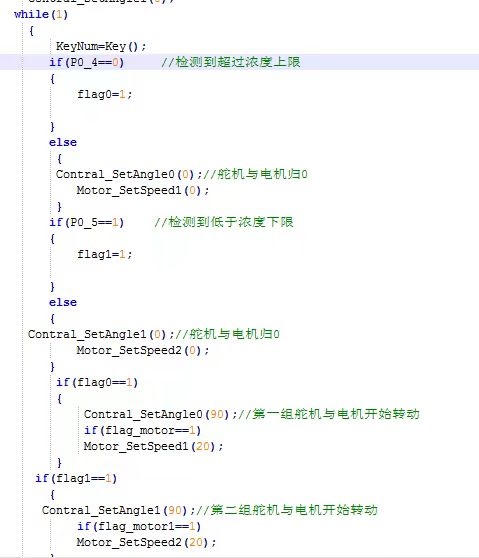 while(1)
{
KeyNum=Key();
if(P0_4==0) //检测到超过浓度上限
{
flag0=1;
}
else
{
Contral_SetAngle0(0);//舵机与电机归0
Motor_SetSpeed1(0);
}
if(P0_5==1) //检测到低于浓度下限
{
flag1=1;
}
else
{
Contral_SetAngle1(0);//舵机与电机归0
Motor_SetSpeed2(0);
}
if(flag0==1)
{
Contral_SetAngle0(90);//第一组舵机与电机开始转动
if(flag_motor==1)
Motor_SetSpeed1(20);
}
if(flag1==1)
{
Contral_SetAngle1(90);//第二组舵机与电机开始转动
if(flag_motor1==1)
Motor_SetSpeed2(20);